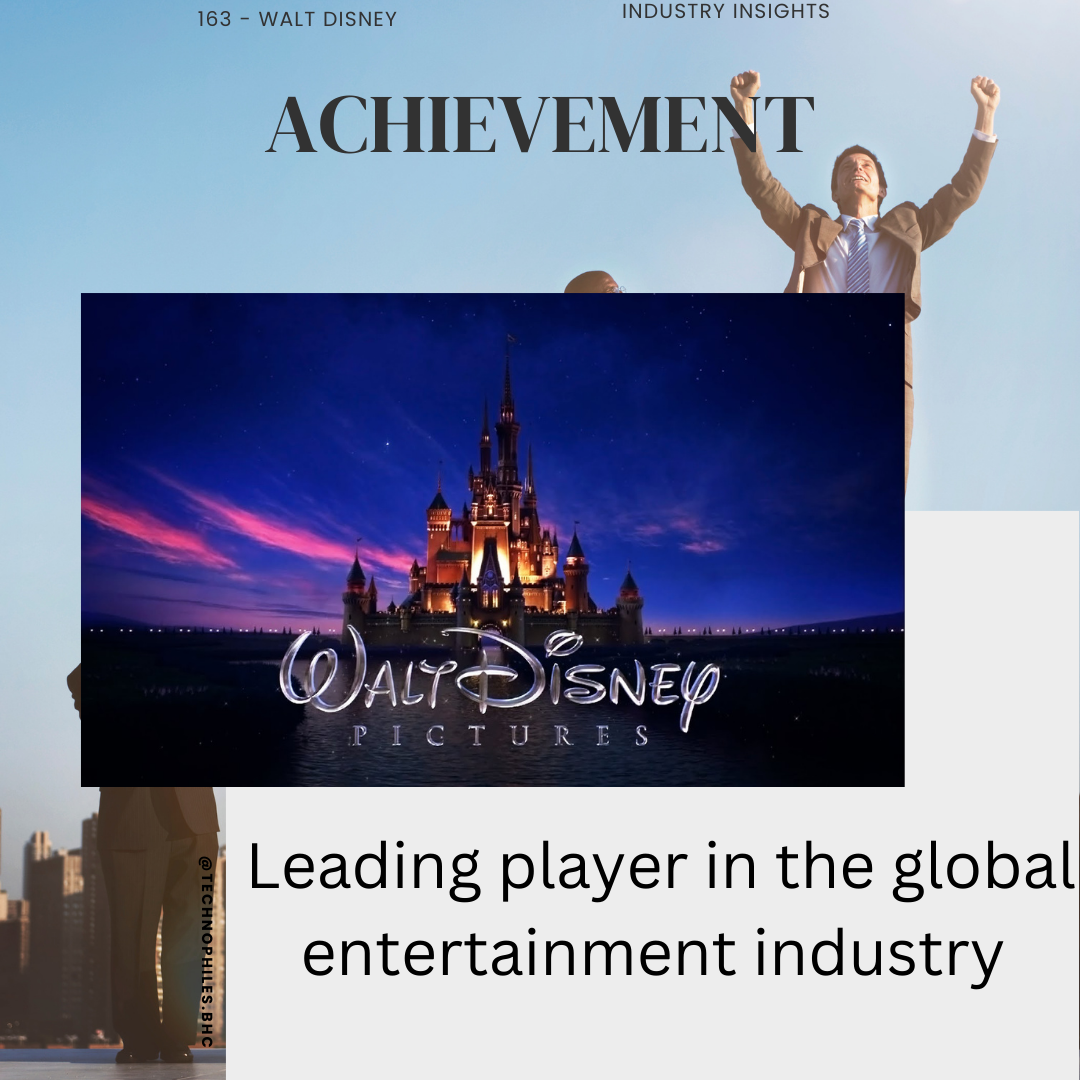 163 - WALT DISNEY
INDUSTRY INSIGHTS
ACHIEVEMENT
WALT DISNEY
PICTURES
Leading player in the global
entertainment industry
@TECHNOPHILES.BHC